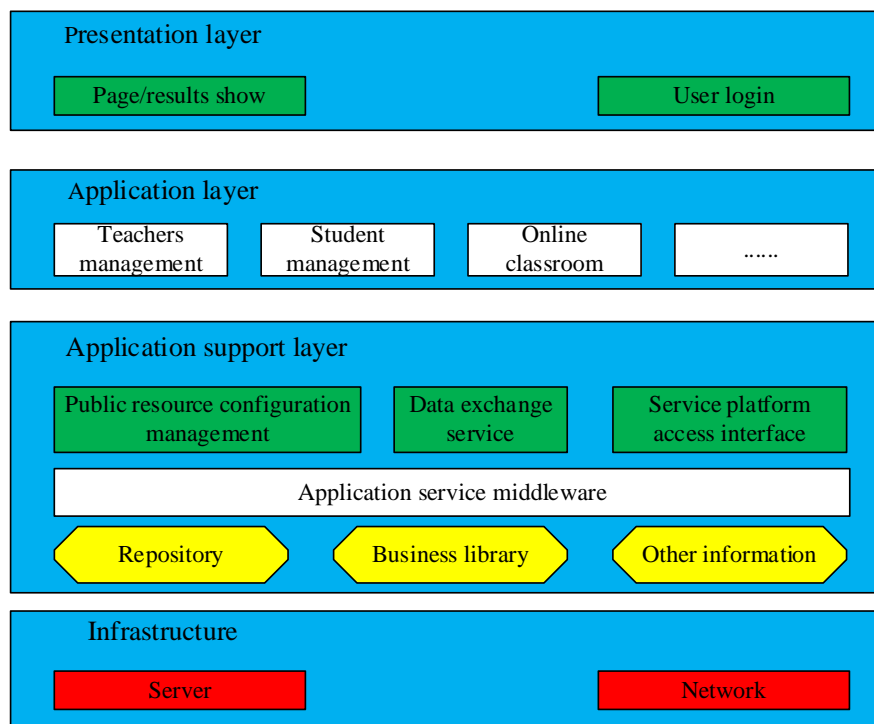 Presentation layer
Page/results show
User login
Application layer
Teachers
management
Student
management
Online
classroom
......
Application support layer
Public resource configuration
management
Data exchange
service
Service platform
access interface
Application service middleware
Repository
Business library
Other information
Infrastructure
Server
Network